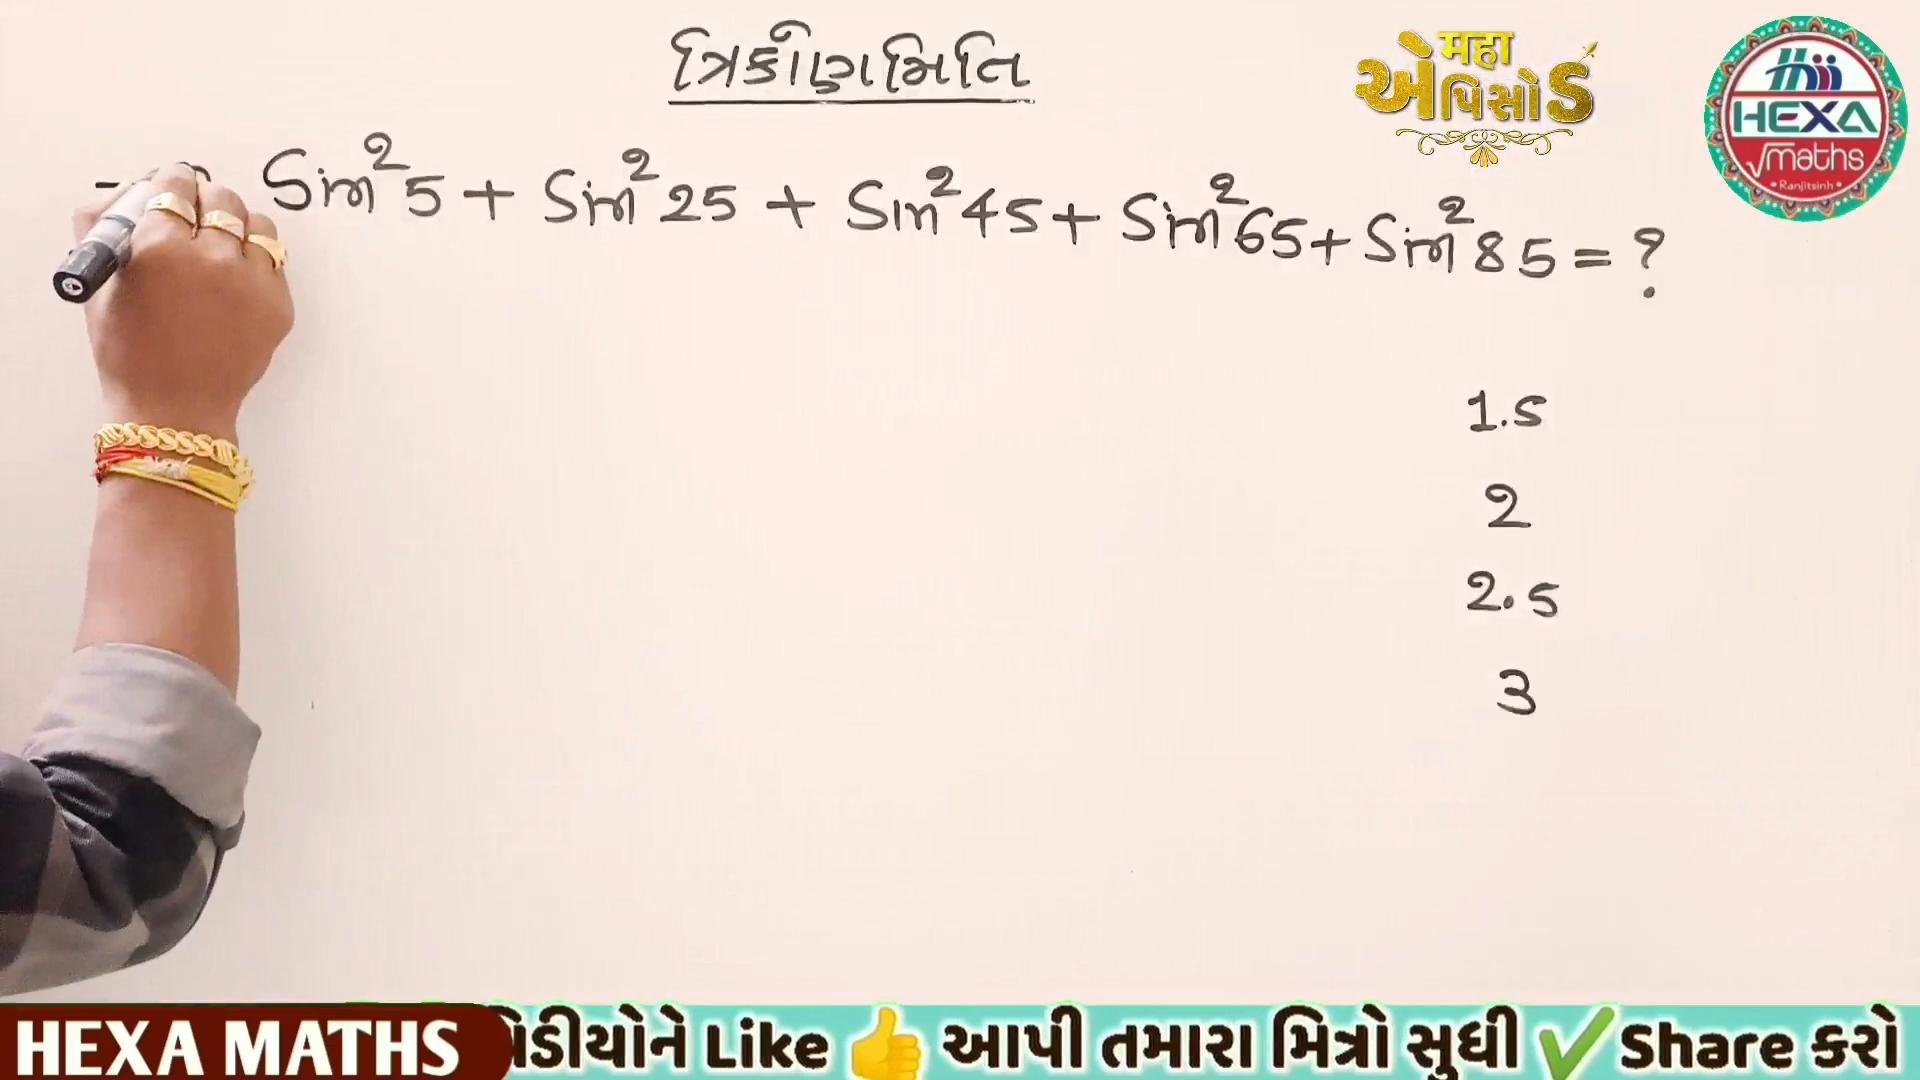 ત્રિકોણમિતિ
મહા
એપિસોડ
HEXA
√maths
• Ranjitsinh •
Sin²5 + Sin²25 + Sin²45 + Sin²65 + Sin²85 = ?
1.5
2
2.5
3
HEXA MATHS
વિડીયોને Like 👍 આપી તમારા મિત્રો સુધી ✅ Share કરો